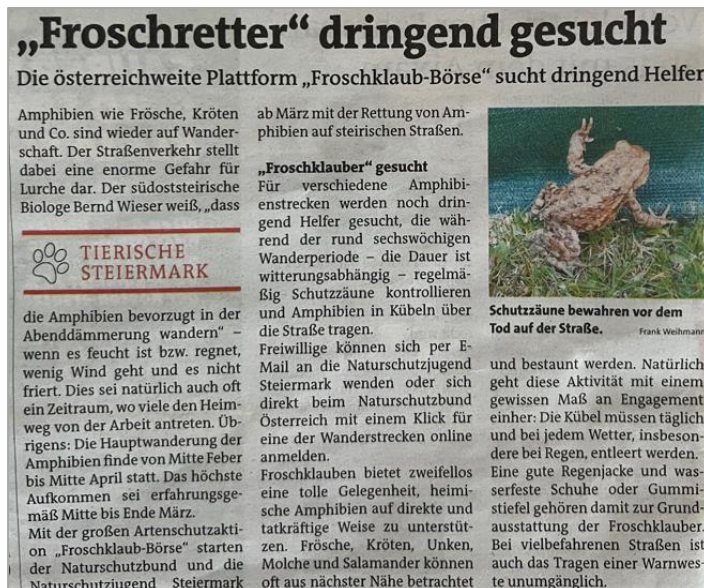 „Froschretter“ dringend gesucht
Die österreichweite Plattform „Froschklaub-Börse“ sucht dringend Helfer
Amphibien wie Frösche, Kröten
und Co. sind wieder auf Wander-
schaft. Der Straßenverkehr stellt
dabei eine enorme Gefahr für
Lurche dar. Der südoststeirische
Biologe Bernd Wieser weiß, „dass
TIERISCHE
STEIERMARK
die Amphibien bevorzugt in der
Abenddämmerung wandern“ –
wenn es feucht ist bzw. regnet,
wenig Wind geht und es nicht
friert. Dies sei natürlich auch oft
ein Zeitraum, wo viele den Heim-
weg von der Arbeit antreten. Üb-
rigens: Die Hauptwanderung der
Amphibien finde von Mitte Feber
bis Mitte April statt. Das höchste
Aufkommen sei erfahrungsge-
mäß Mitte bis Ende März.
Mit der großen Artenschutzakti-
on „Froschklaub-Börse“ starten
der Naturschutzbund und die
Naturschutzjugend Steiermark
ab März mit der Rettung von Am-
phibien auf steirischen Straßen.
„Froschklauber“ gesucht
Für verschiedene Amphibi-
enstrecken werden noch drin-
gend Helfer gesucht, die wäh-
rend der rund sechswöchigen
Wanderperiode – die Dauer ist
witterungsabhängig – regelmä-
ßig Schutzzäune kontrollieren
und Amphibien in Kübeln über
die Straße tragen.
Freiwillige können sich per E-
Mail an die Naturschutzjugend
Steiermark wenden oder sich
direkt beim Naturschutzbund
Österreich mit einem Klick für
eine der Wanderstrecken online
anmelden.
Froschklauben bietet zweifellos
eine tolle Gelegenheit, heimi-
sche Amphibien auf direkte und
tatkräftige Weise zu unterstüt-
zen. Frösche, Kröten, Unken,
Molche und Salamander können
oft aus nächster Nähe betrachtet
Schutzzäune bewahren vor dem
Tod auf der Straße. Frank Weihmann
und bestaunt werden. Natürlich
geht diese Aktivität mit einem
gewissen Maß an Engagement
einher: Die Kübel müssen täglich
und bei jedem Wetter, insbeson-
dere bei Regen, entleert werden.
Eine gute Regenjacke und was-
serfeste Schuhe oder Gummi-
stiefel gehören damit zur Grund-
ausstattung der Froschklauber.
Bei vielbefahrenen Straßen ist
auch das Tragen einer Warnwes-
te unumgänglich.